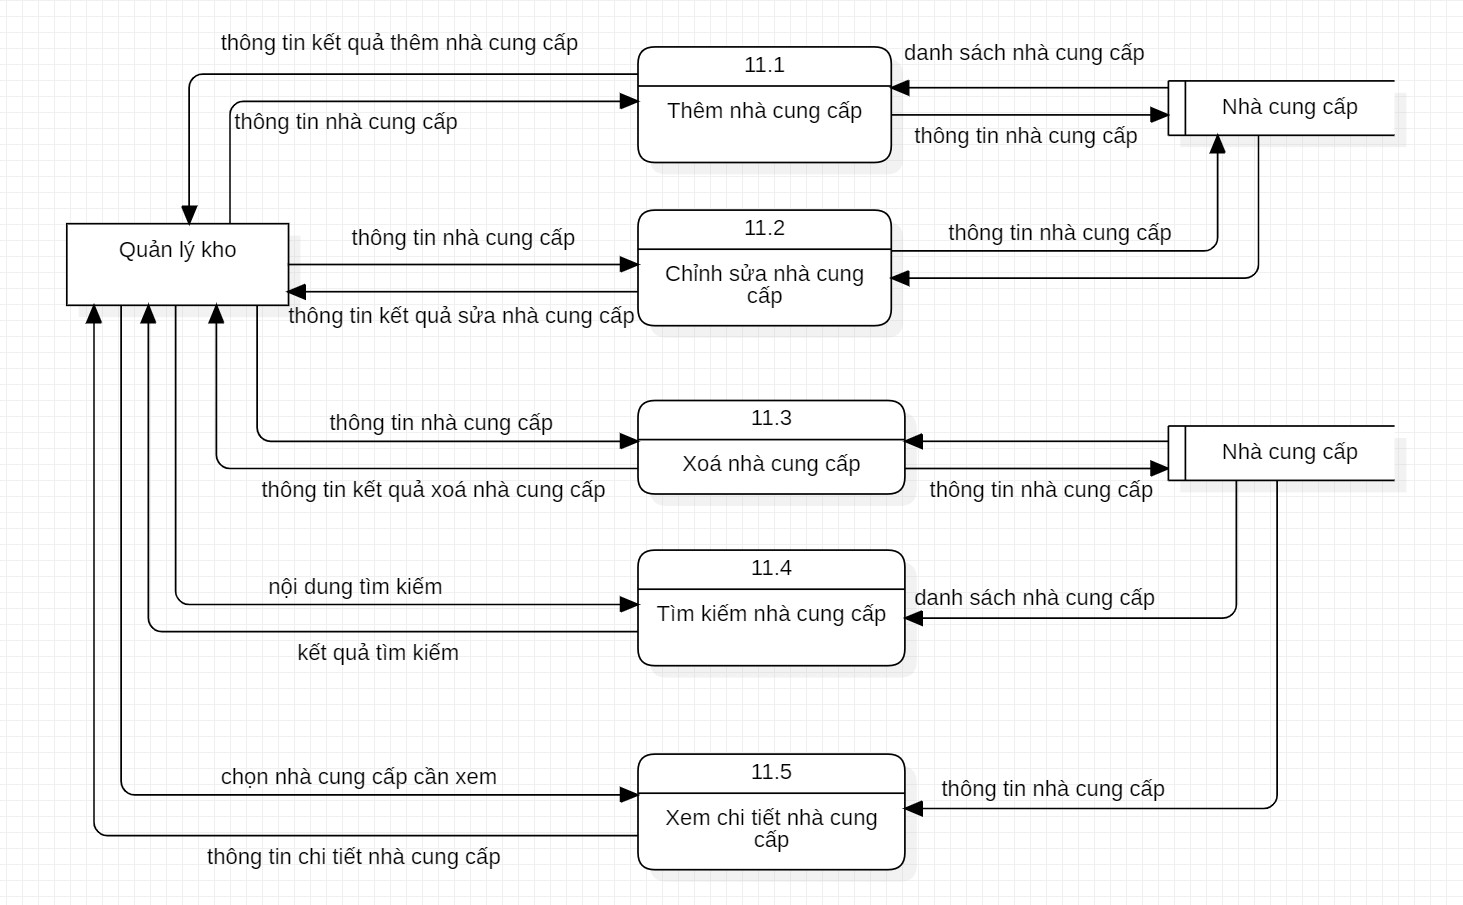 thông tin kết quả thêm nhà cung cấp
11.1
danh sách nhà cung cấp
Thêm nhà cung cấp
Nhà cung cấp
thông tin nhà cung cấp
thông tin nhà cung cấp
Quản lý kho
thông tin nhà cung cấp
11.2
thông tin nhà cung cấp
Chỉnh sửa nhà cung
cấp
thông tin kết quả sửa nhà cung cấp
thông tin nhà cung cấp
11.3
Xoá nhà cung cấp
Nhà cung cấp
thông tin kết quả xoá nhà cung cấp
thông tin nhà cung cấp
nội dung tìm kiếm
11.4
Tìm kiếm nhà cung cấp
danh sách nhà cung cấp
kết quả tìm kiếm
chọn nhà cung cấp cần xem
11.5
thông tin nhà cung cấp
Xem chi tiết nhà cung
cấp
thông tin chi tiết nhà cung cấp